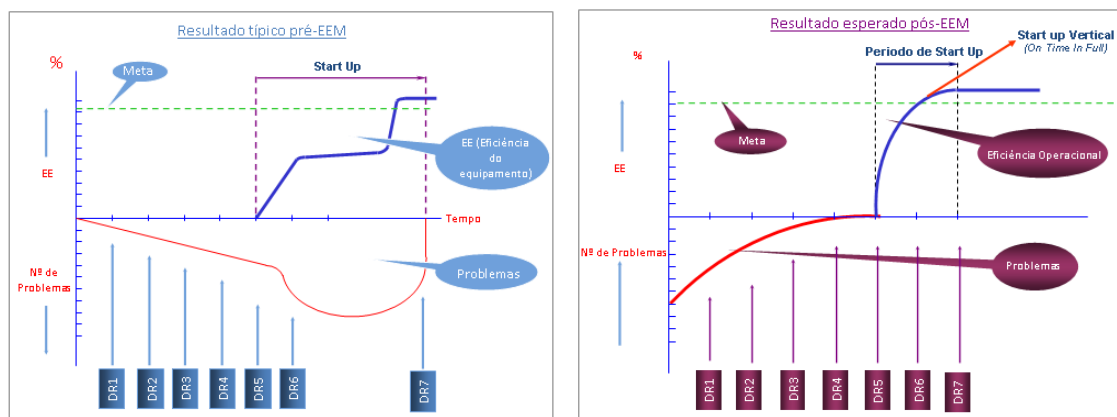 Resultado típico pré-EEM
%
Meta
Start Up
EE (Eficiência
do
equipamento)
EE
Tempo
Nº de
Problemas
Problemas
DR1
DR2
DR3
DR4
DR5
DR6
DR7
Resultado esperado pós-EEM
Start up Vertical
(On Time In Full)
%
Periodo de Start Up
Meta
Eficiência Operacional
EE
Nº de Problemas
Problemas
DR1
DR2
DR3
DR4
DR5
DR6
DR7